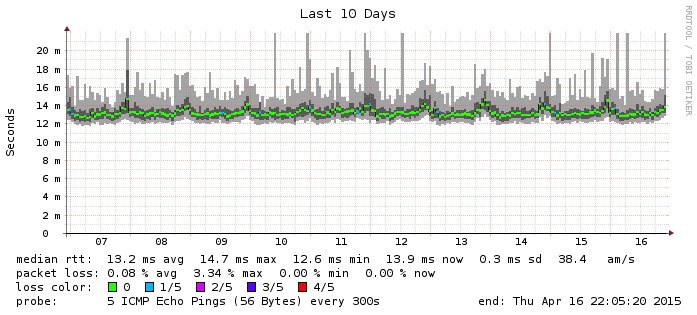 Last 10 Days
RRDTOOL / TOBI OETIKER
Seconds
20 m
18 m
16 m
14 m
12 m
10 m
8 m
6 m
4 m
2 m
0
07 08 09 10 11 12 13 14 15 16
median rtt: 13.2 ms avg 14.7 ms max 12.6 ms min 13.9 ms now 0.3 ms sd 38.4 am/s
packet loss: 0.08 % avg 3.34 % max 0.00 % min 0.00 % now
loss color: 0 1/5 2/5 3/5 4/5
probe: 5 ICMP Echo Pings (56 Bytes) every 300s end: Thu Apr 16 22:05:20 2015